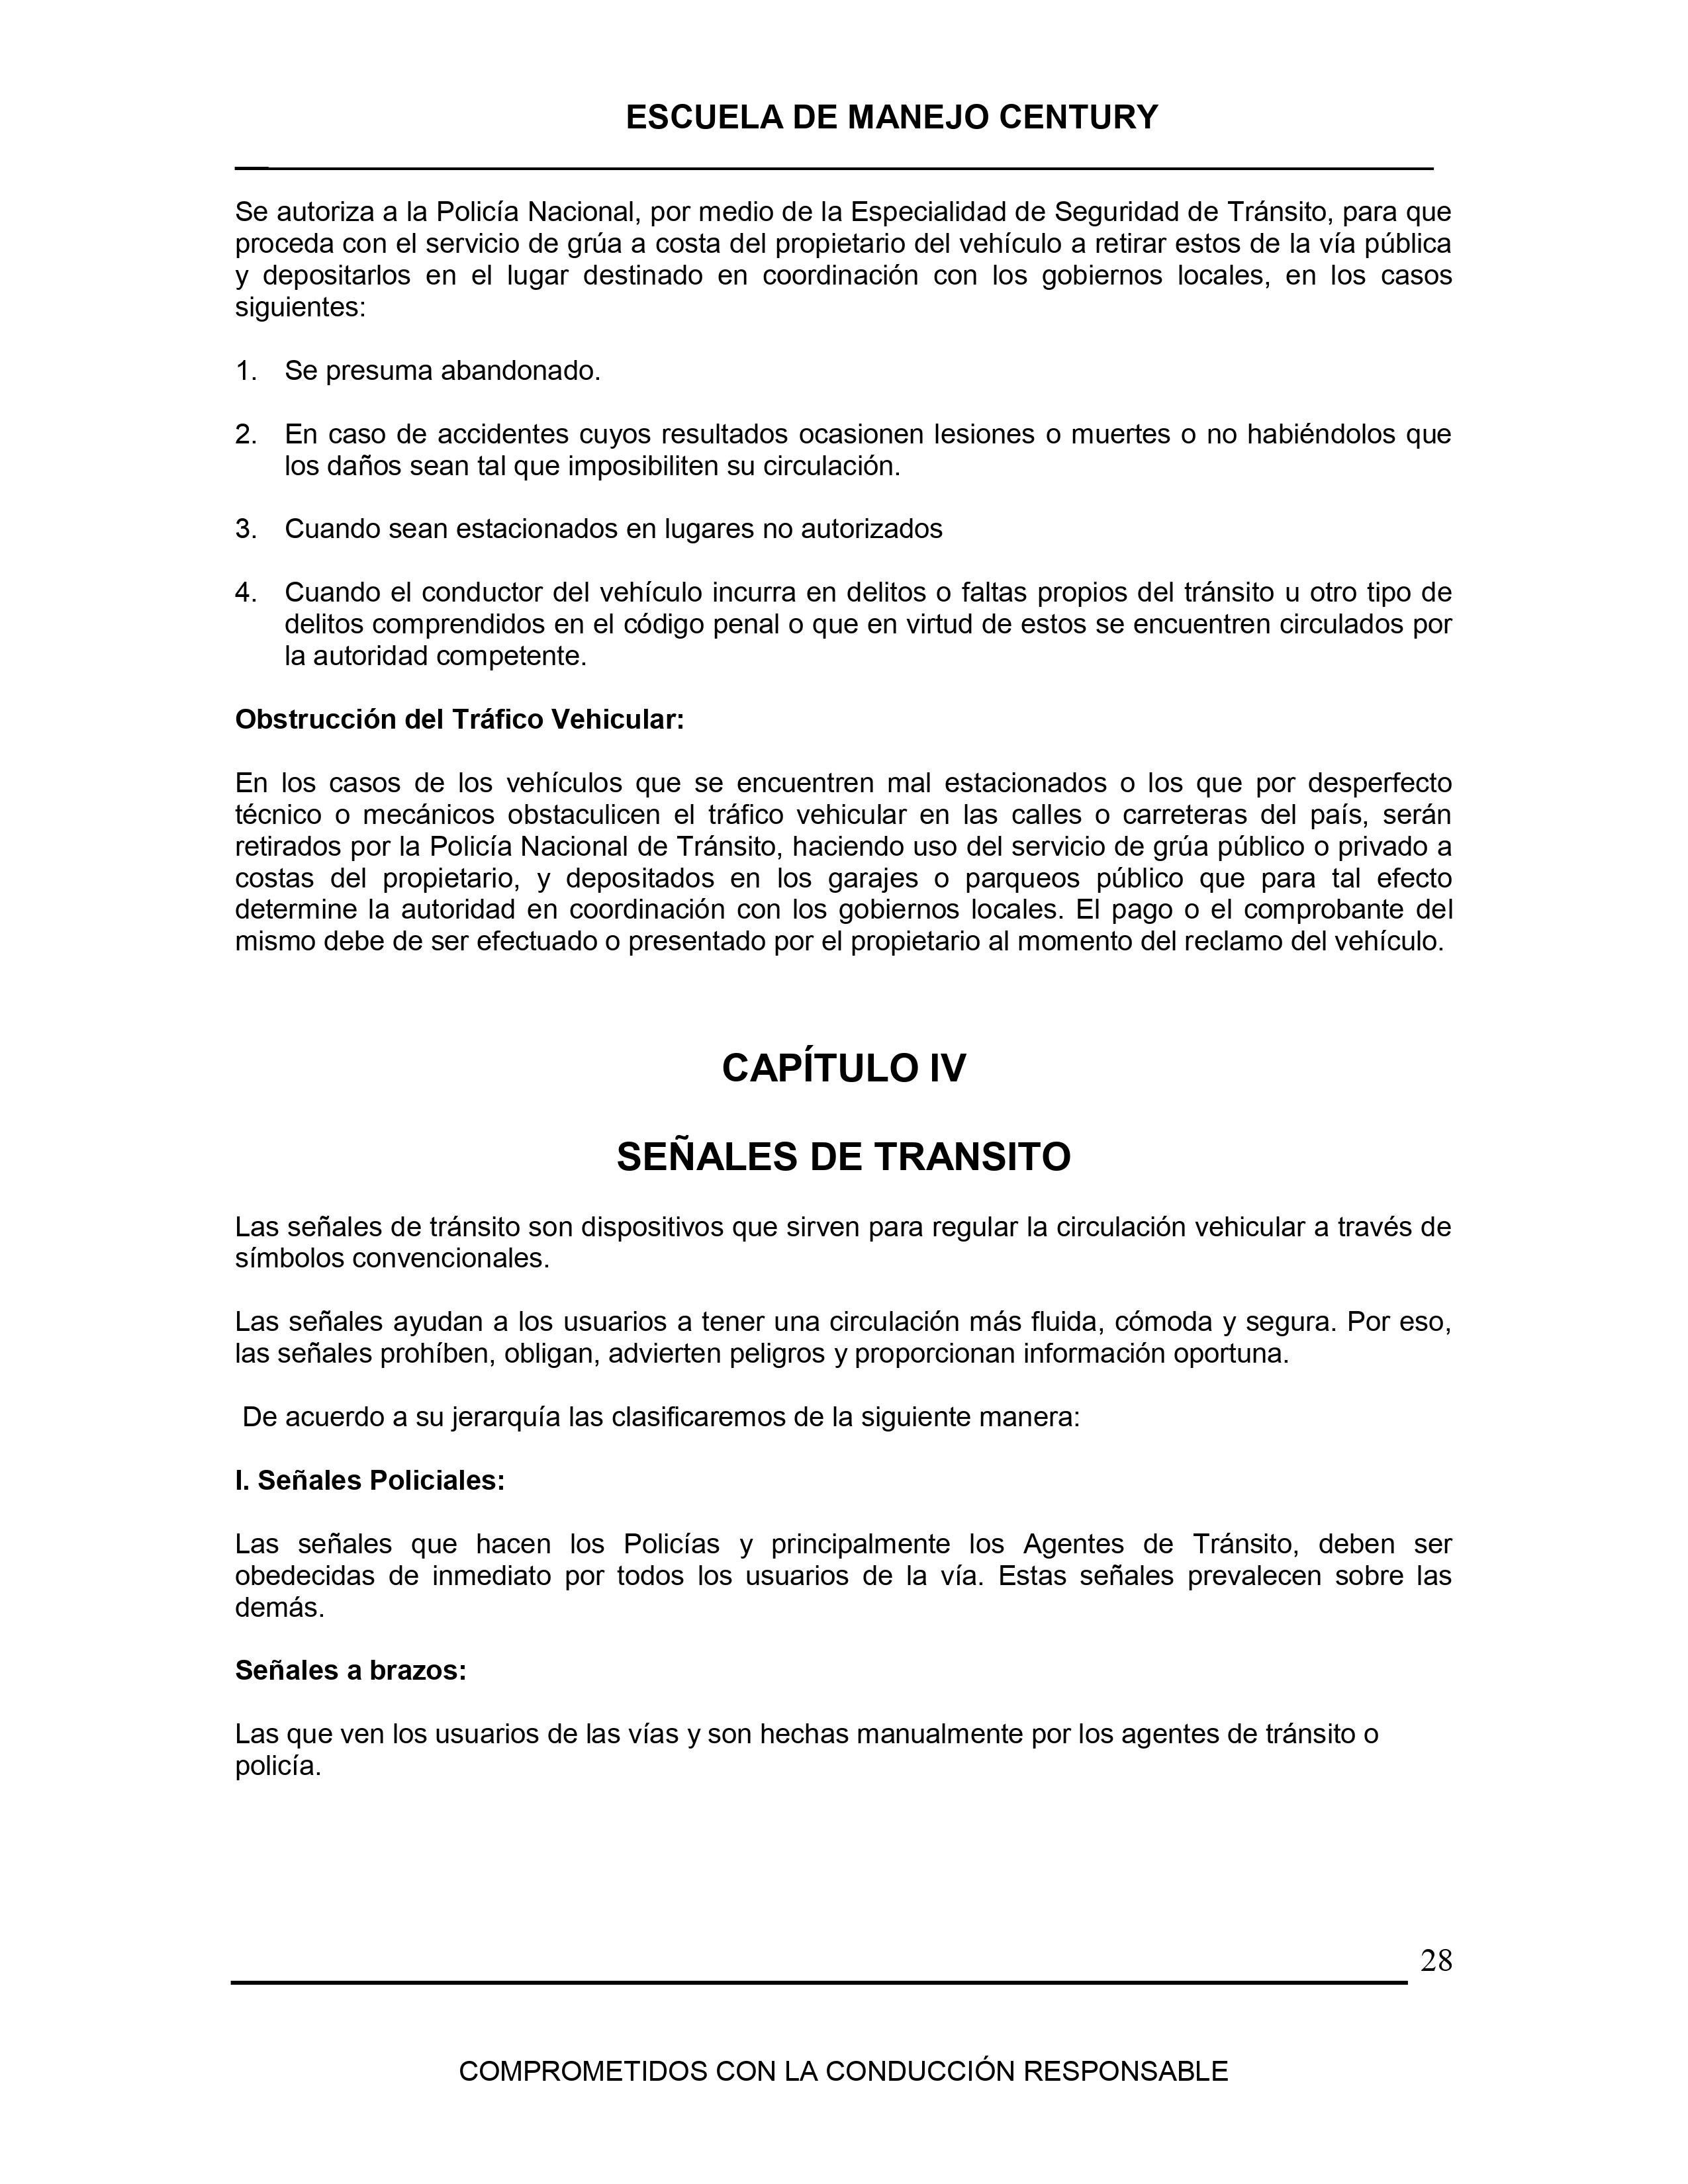 ESCUELA DE MANEJO CENTURY
Se autoriza a la Policía Nacional, por medio de la Especialidad de Seguridad de Tránsito, para que
proceda con el servicio de grúa a costa del propietario del vehículo a retirar estos de la vía pública
y depositarlos en el lugar destinado en coordinación con los gobiernos locales, en los casos
siguientes:
1. Se presuma abandonado.
2. En caso de accidentes cuyos resultados ocasionen lesiones o muertes o no habiéndolos que
los daños sean tal que imposibiliten su circulación.
3. Cuando sean estacionados en lugares no autorizados
4. Cuando el conductor del vehículo incurra en delitos o faltas propios del tránsito u otro tipo de
delitos comprendidos en el código penal o que en virtud de estos se encuentren circulados por
la autoridad competente.
Obstrucción del Tráfico Vehicular:
En los casos de los vehículos que se encuentren mal estacionados o los que por desperfecto
técnico o mecánicos obstaculicen el tráfico vehicular en las calles o carreteras del país, serán
retirados por la Policía Nacional de Tránsito, haciendo uso del servicio de grúa público o privado a
costas del propietario, y depositados en los garajes o parqueos público que para tal efecto
determine la autoridad en coordinación con los gobiernos locales. El pago o el comprobante del
mismo debe de ser efectuado o presentado por el propietario al momento del reclamo del vehículo.
CAPÍTULO IV
SEÑALES DE TRANSITO
Las señales de tránsito son dispositivos que sirven para regular la circulación vehicular a través de
símbolos convencionales.
Las señales ayudan a los usuarios a tener una circulación más fluida, cómoda y segura. Por eso,
las señales prohíben, obligan, advierten peligros y proporcionan información oportuna.
De acuerdo a su jerarquía las clasificaremos de la siguiente manera:
I. Señales Policiales:
Las señales que hacen los Policías y principalmente los Agentes de Tránsito, deben ser
obedecidas de inmediato por todos los usuarios de la vía. Estas señales prevalecen sobre las
demás.
Señales a brazos:
Las que ven los usuarios de las vías y son hechas manualmente por los agentes de tránsito o
policía.
28
COMPROMETIDOS CON LA CONDUCCIÓN RESPONSABLE